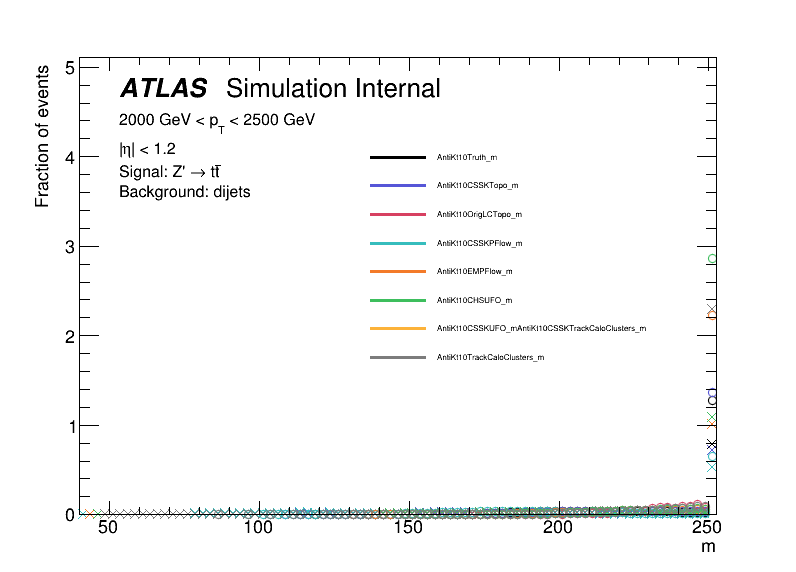 ATLAS Simulation Internal
2000 GeV < p_T < 2500 GeV
|η| < 1.2
Signal: Z' → tt̄
Background: dijets
AntiKt10Truth_m
AntiKt10CSSKTopo_m
AntiKt10OrigLCTopo_m
AntiKt10CSSKPFlow_m
AntiKt10EMPFlow_m
AntiKt10CHSUFO_m
AntiKt10CSSKUFO_mAntiKt10CSSKTrackCaloClusters_m
AntiKt10TrackCaloClusters_m
Fraction of events
5
4
3
2
1
0
50 100 150 200 250
m